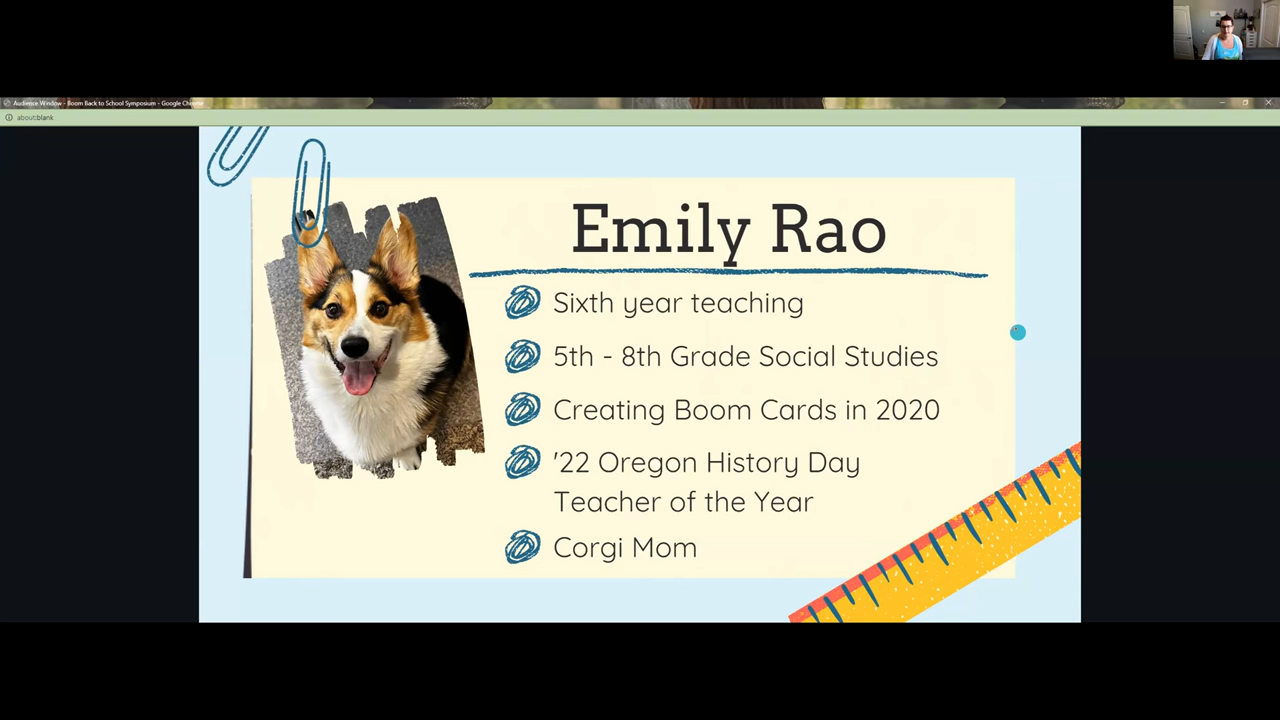 Audience Window - Boom Back to School Symposium - Google Chrome
about:blank
Emily Rao
Sixth year teaching
5th - 8th Grade Social Studies
Creating Boom Cards in 2020
'22 Oregon History Day
Teacher of the Year
Corgi Mom